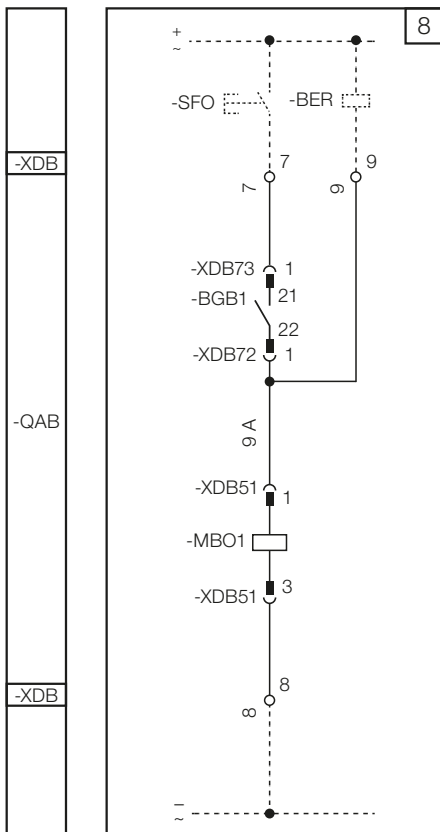 8
+
~
-SFO
-BER
-XDB
7
9
7
9
-XDB73 1
21
-BGB1
22
-XDB72 1
-QAB
9 A
-XDB51
1
-MBO1
3
-XDB51
-XDB
8
8
–
~